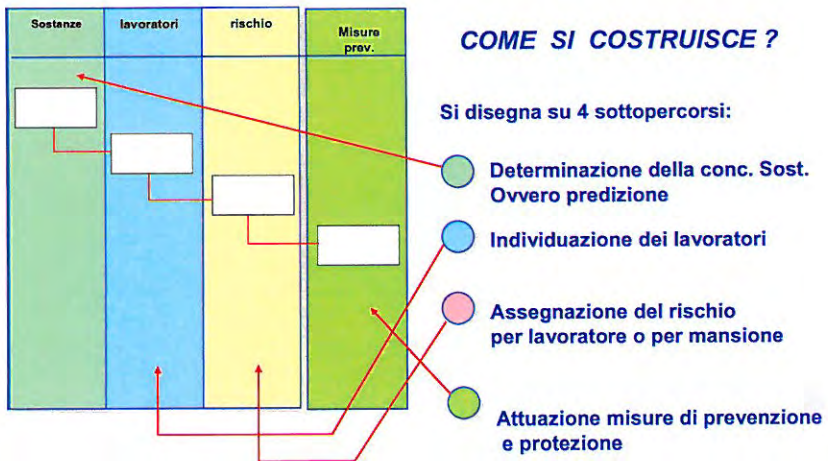 Sostanze
lavoratori
rischio
Misure
prev.
COME SI COSTRUISCE ?
Si disegna su 4 sottopercorsi:
Determinazione della conc. Sost.
Ovvero predizione
Individuazione dei lavoratori
Assegnazione del rischio
per lavoratore o per mansione
Attuazione misure di prevenzione
e protezione